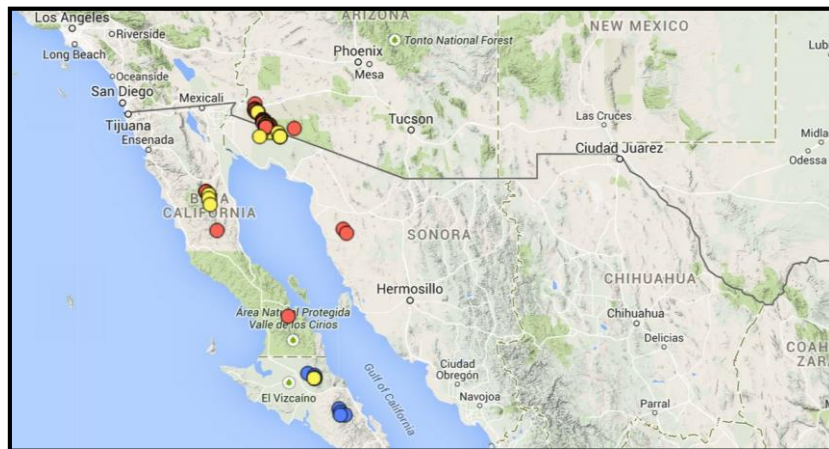 Los Angeles
Riverside
Long Beach
Oceanside
San Diego
Tijuana
Ensenada
Mexicali
ARIZONA
Tonto National Forest
Phoenix
Mesa
Tucson
NEW MEXICO
Las Cruces
Ciudad Juarez
Lub
Midla
Odessa
BAJA
CALIFORNIA
SONORA
Hermosillo
CHIHUAHUA
Chihuahua
Delicias
COAH
ZARA
Área Natural Protegida
Valle de los Cirios
El Vizcaíno
Gulf of California
Ciudad
Obregón
Navojoa
Parral